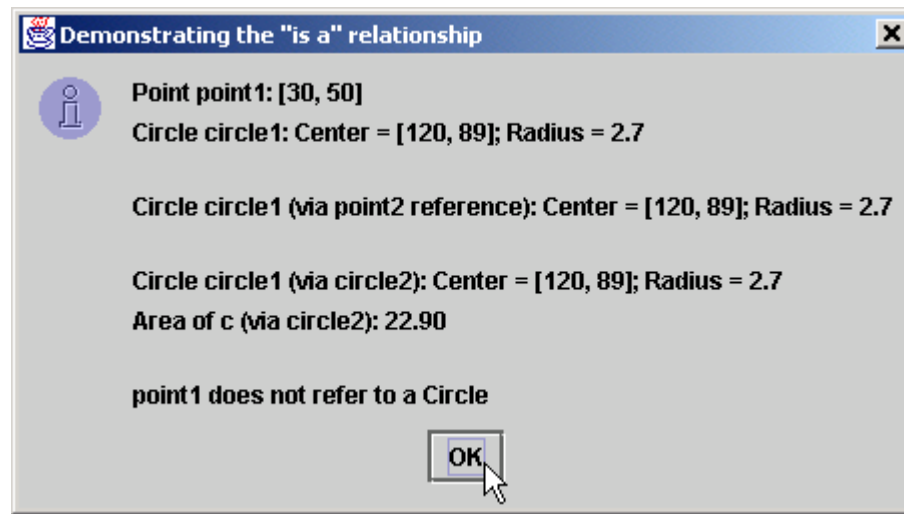 Demonstrating the "is a" relationship
Point point1: [30, 50]
Circle circle1: Center = [120, 89]; Radius = 2.7
Circle circle1 (via point2 reference): Center = [120, 89]; Radius = 2.7
Circle circle1 (via circle2): Center = [120, 89]; Radius = 2.7
Area of c (via circle2): 22.90
point1 does not refer to a Circle
OK